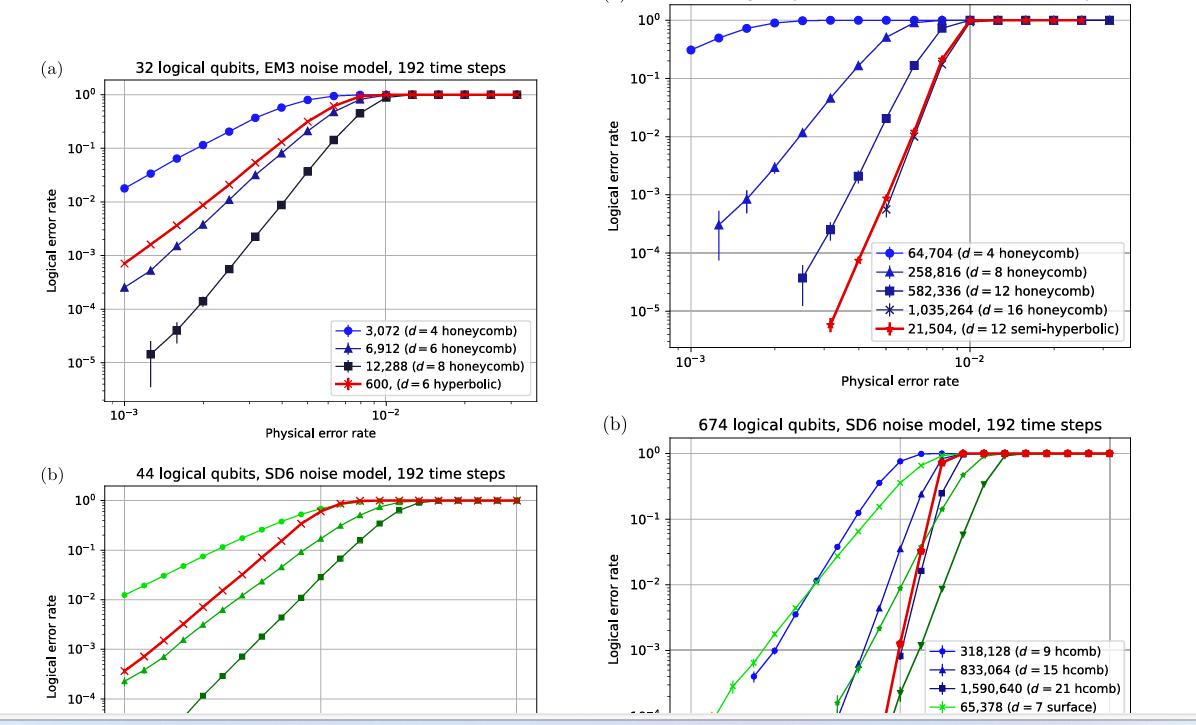 (a)
32 logical qubits, EM3 noise model, 192 time steps
Logical error rate
10⁰
10⁻¹
10⁻²
10⁻³
10⁻⁴
10⁻⁵
3,072 (d = 4 honeycomb)
6,912 (d = 6 honeycomb)
12,288 (d = 8 honeycomb)
600, (d = 6 hyperbolic)
10⁻³
10⁻²
Physical error rate
(b)
44 logical qubits, SD6 noise model, 192 time steps
Logical error rate
10⁰
10⁻¹
10⁻²
10⁻³
10⁻⁴
Logical error rate
10⁰
10⁻¹
10⁻²
10⁻³
10⁻⁴
10⁻⁵
64,704 (d = 4 honeycomb)
258,816 (d = 8 honeycomb)
582,336 (d = 12 honeycomb)
1,035,264 (d = 16 honeycomb)
21,504, (d = 12 semi-hyperbolic)
10⁻³
10⁻²
Physical error rate
(b)
674 logical qubits, SD6 noise model, 192 time steps
Logical error rate
10⁰
10⁻¹
10⁻²
10⁻³
318,128 (d = 9 hcomb)
833,064 (d = 15 hcomb)
1,590,640 (d = 21 hcomb)
65,378 (d = 7 surface)